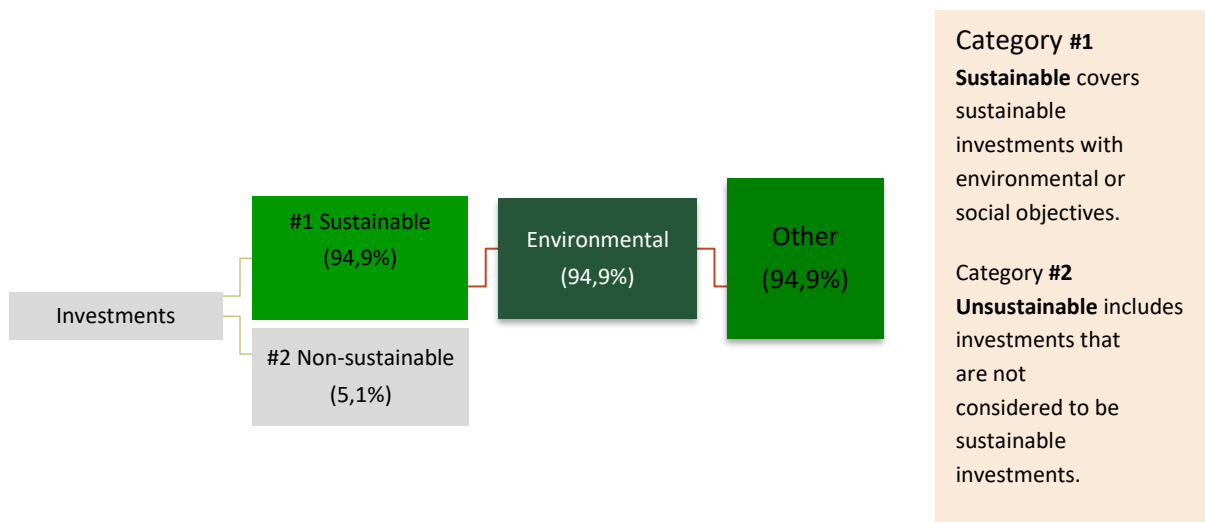 Investments
#1 Sustainable
(94,9%)
#2 Non-sustainable
(5,1%)
Environmental
(94,9%)
Other
(94,9%)
Category #1
Sustainable covers
sustainable
investments with
environmental or
social objectives.
Category #2
Unsustainable includes
investments that
are not
considered to be
sustainable
investments.